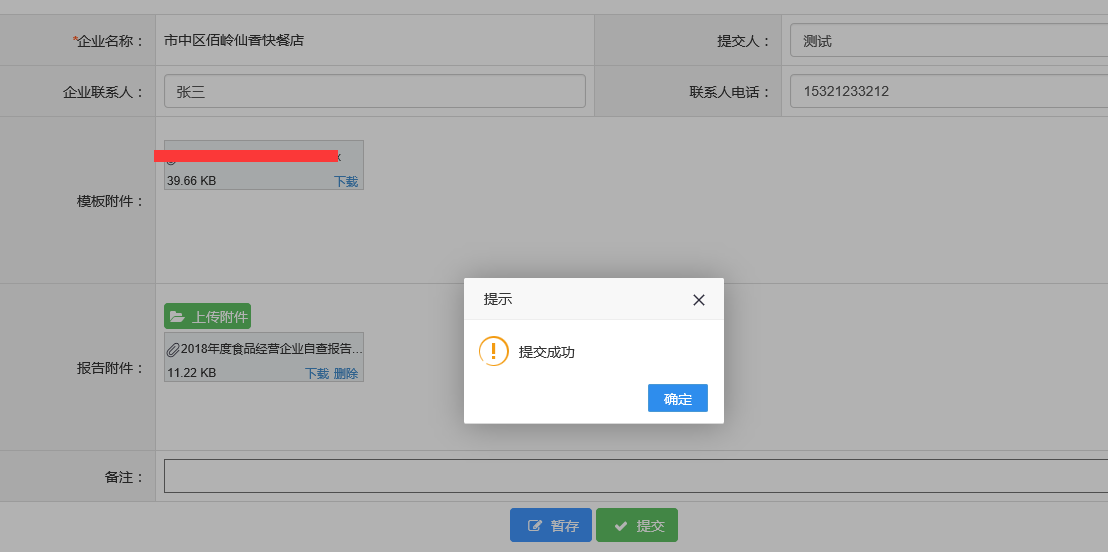 *企业名称： 市中区佰岭仙香快餐店 提交人： 测试
企业联系人： 张三 联系人电话： 15321233212
模板附件：
39.66 KB 下载
提示
上传附件
2018年度食品经营企业自查报告...
提交成功
报告附件：
11.22 KB 下载 删除
确定
备注：
暂存 提交